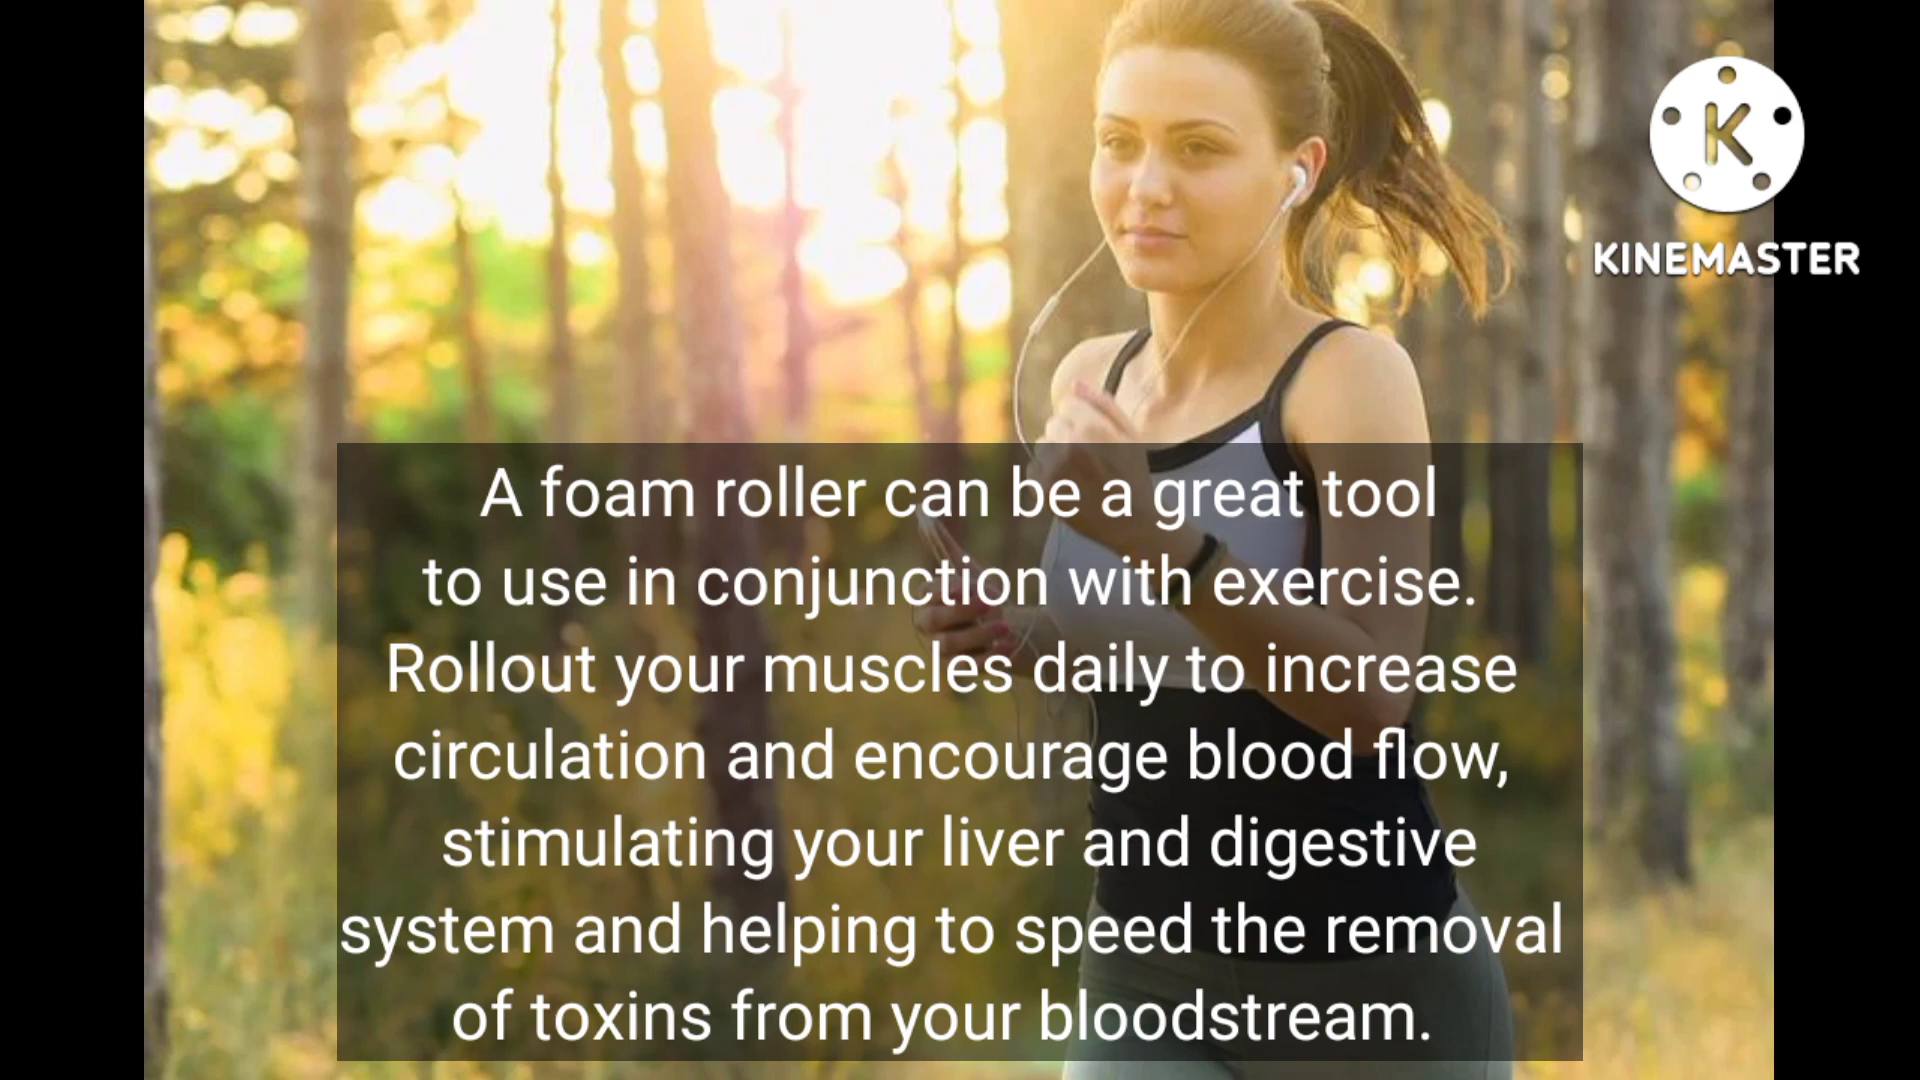 K
KINEMASTER
A foam roller can be a great tool
to use in conjunction with exercise.
Rollout your muscles daily to increase
circulation and encourage blood flow,
stimulating your liver and digestive
system and helping to speed the removal
of toxins from your bloodstream.